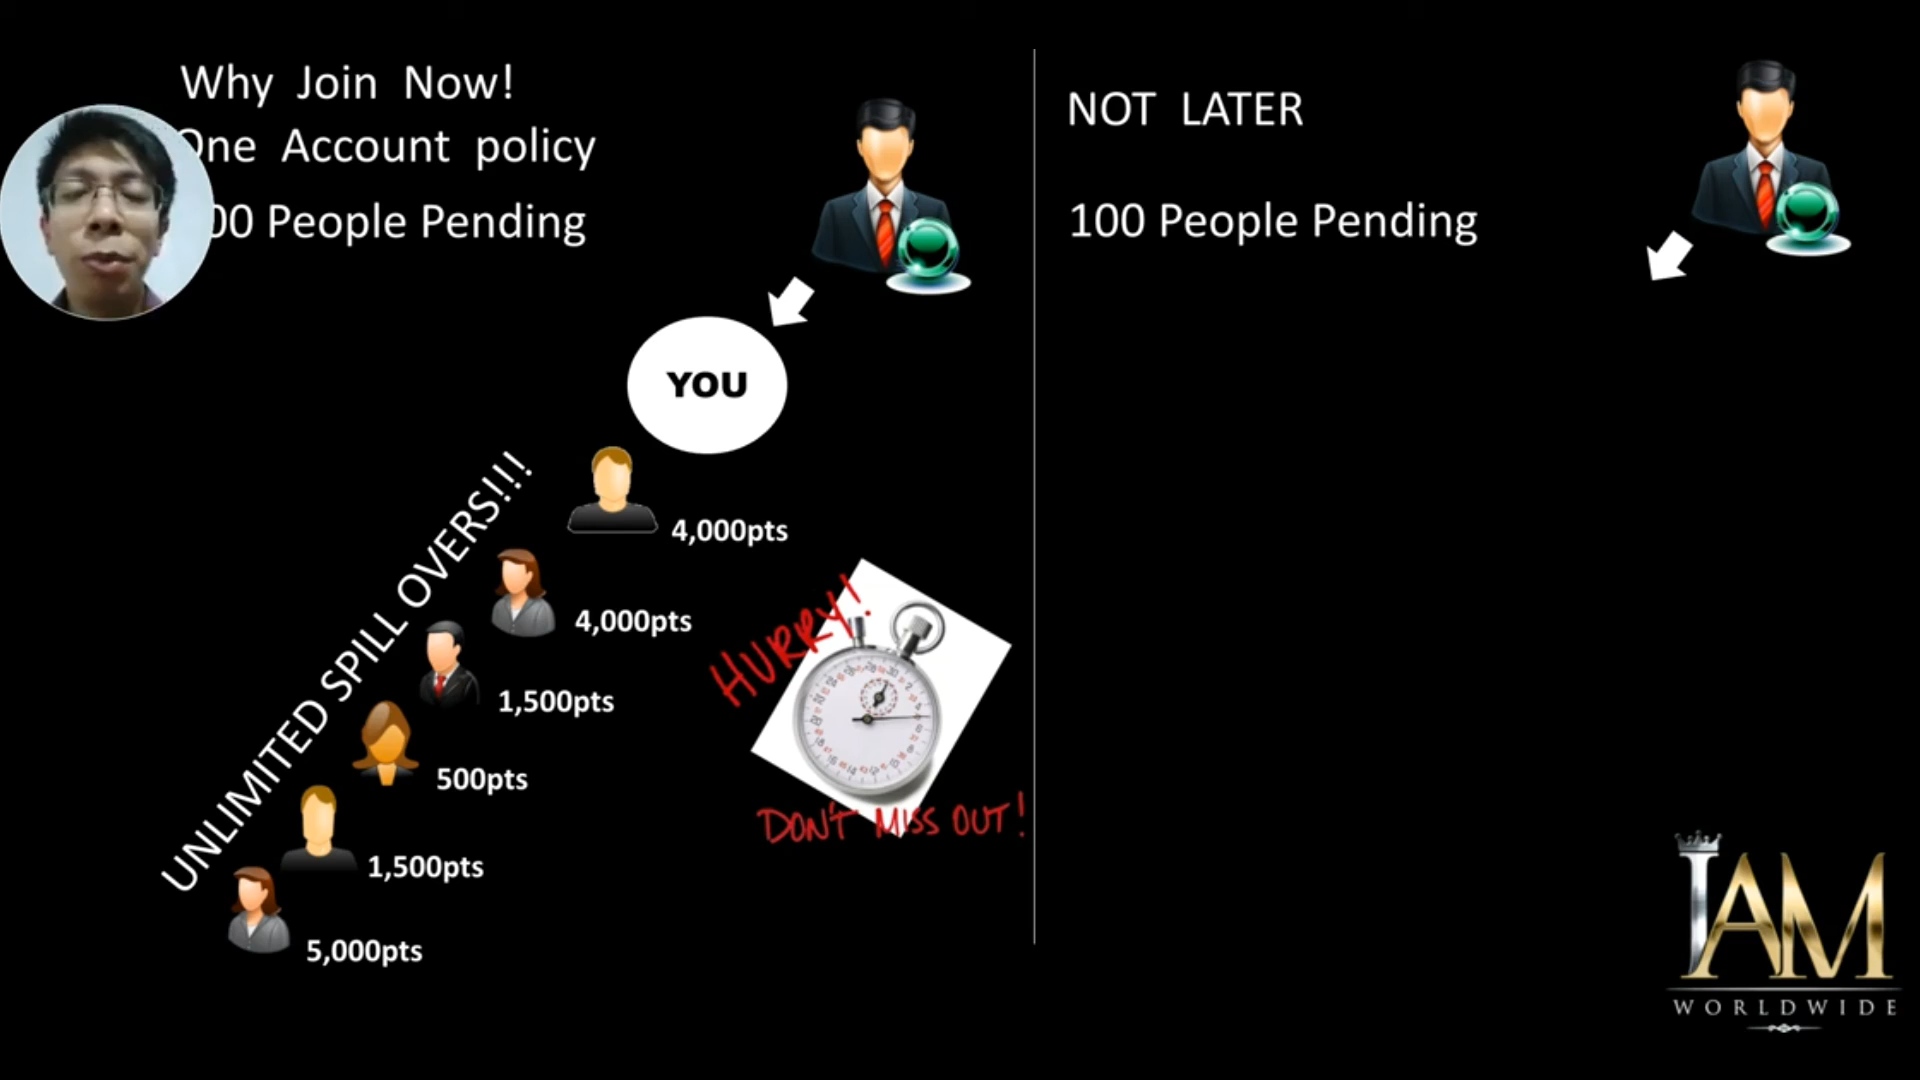 Why Join Now!
One Account policy
00 People Pending
YOU
UNLIMITED SPILL OVERS!!!
4,000pts
4,000pts
1,500pts
500pts
1,500pts
5,000pts
HURRY!
DON'T MISS OUT!
NOT LATER
100 People Pending
IAM
WORLDWIDE